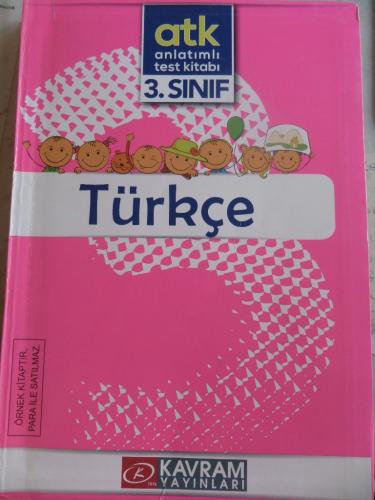 atk
anlatımlı
test kitabı
3. SINIF
Türkçe
ÖRNEK KİTAPTIR,
PARA İLE SATILMAZ.
KAVRAM
YAYINLARI